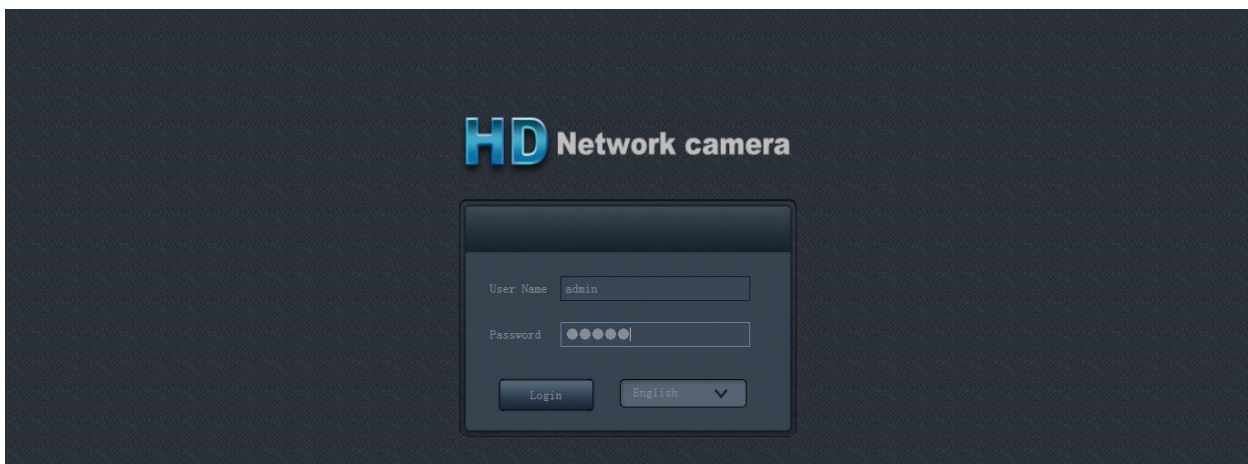 HD Network camera
User Name admin
Password ●●●●●
Login English